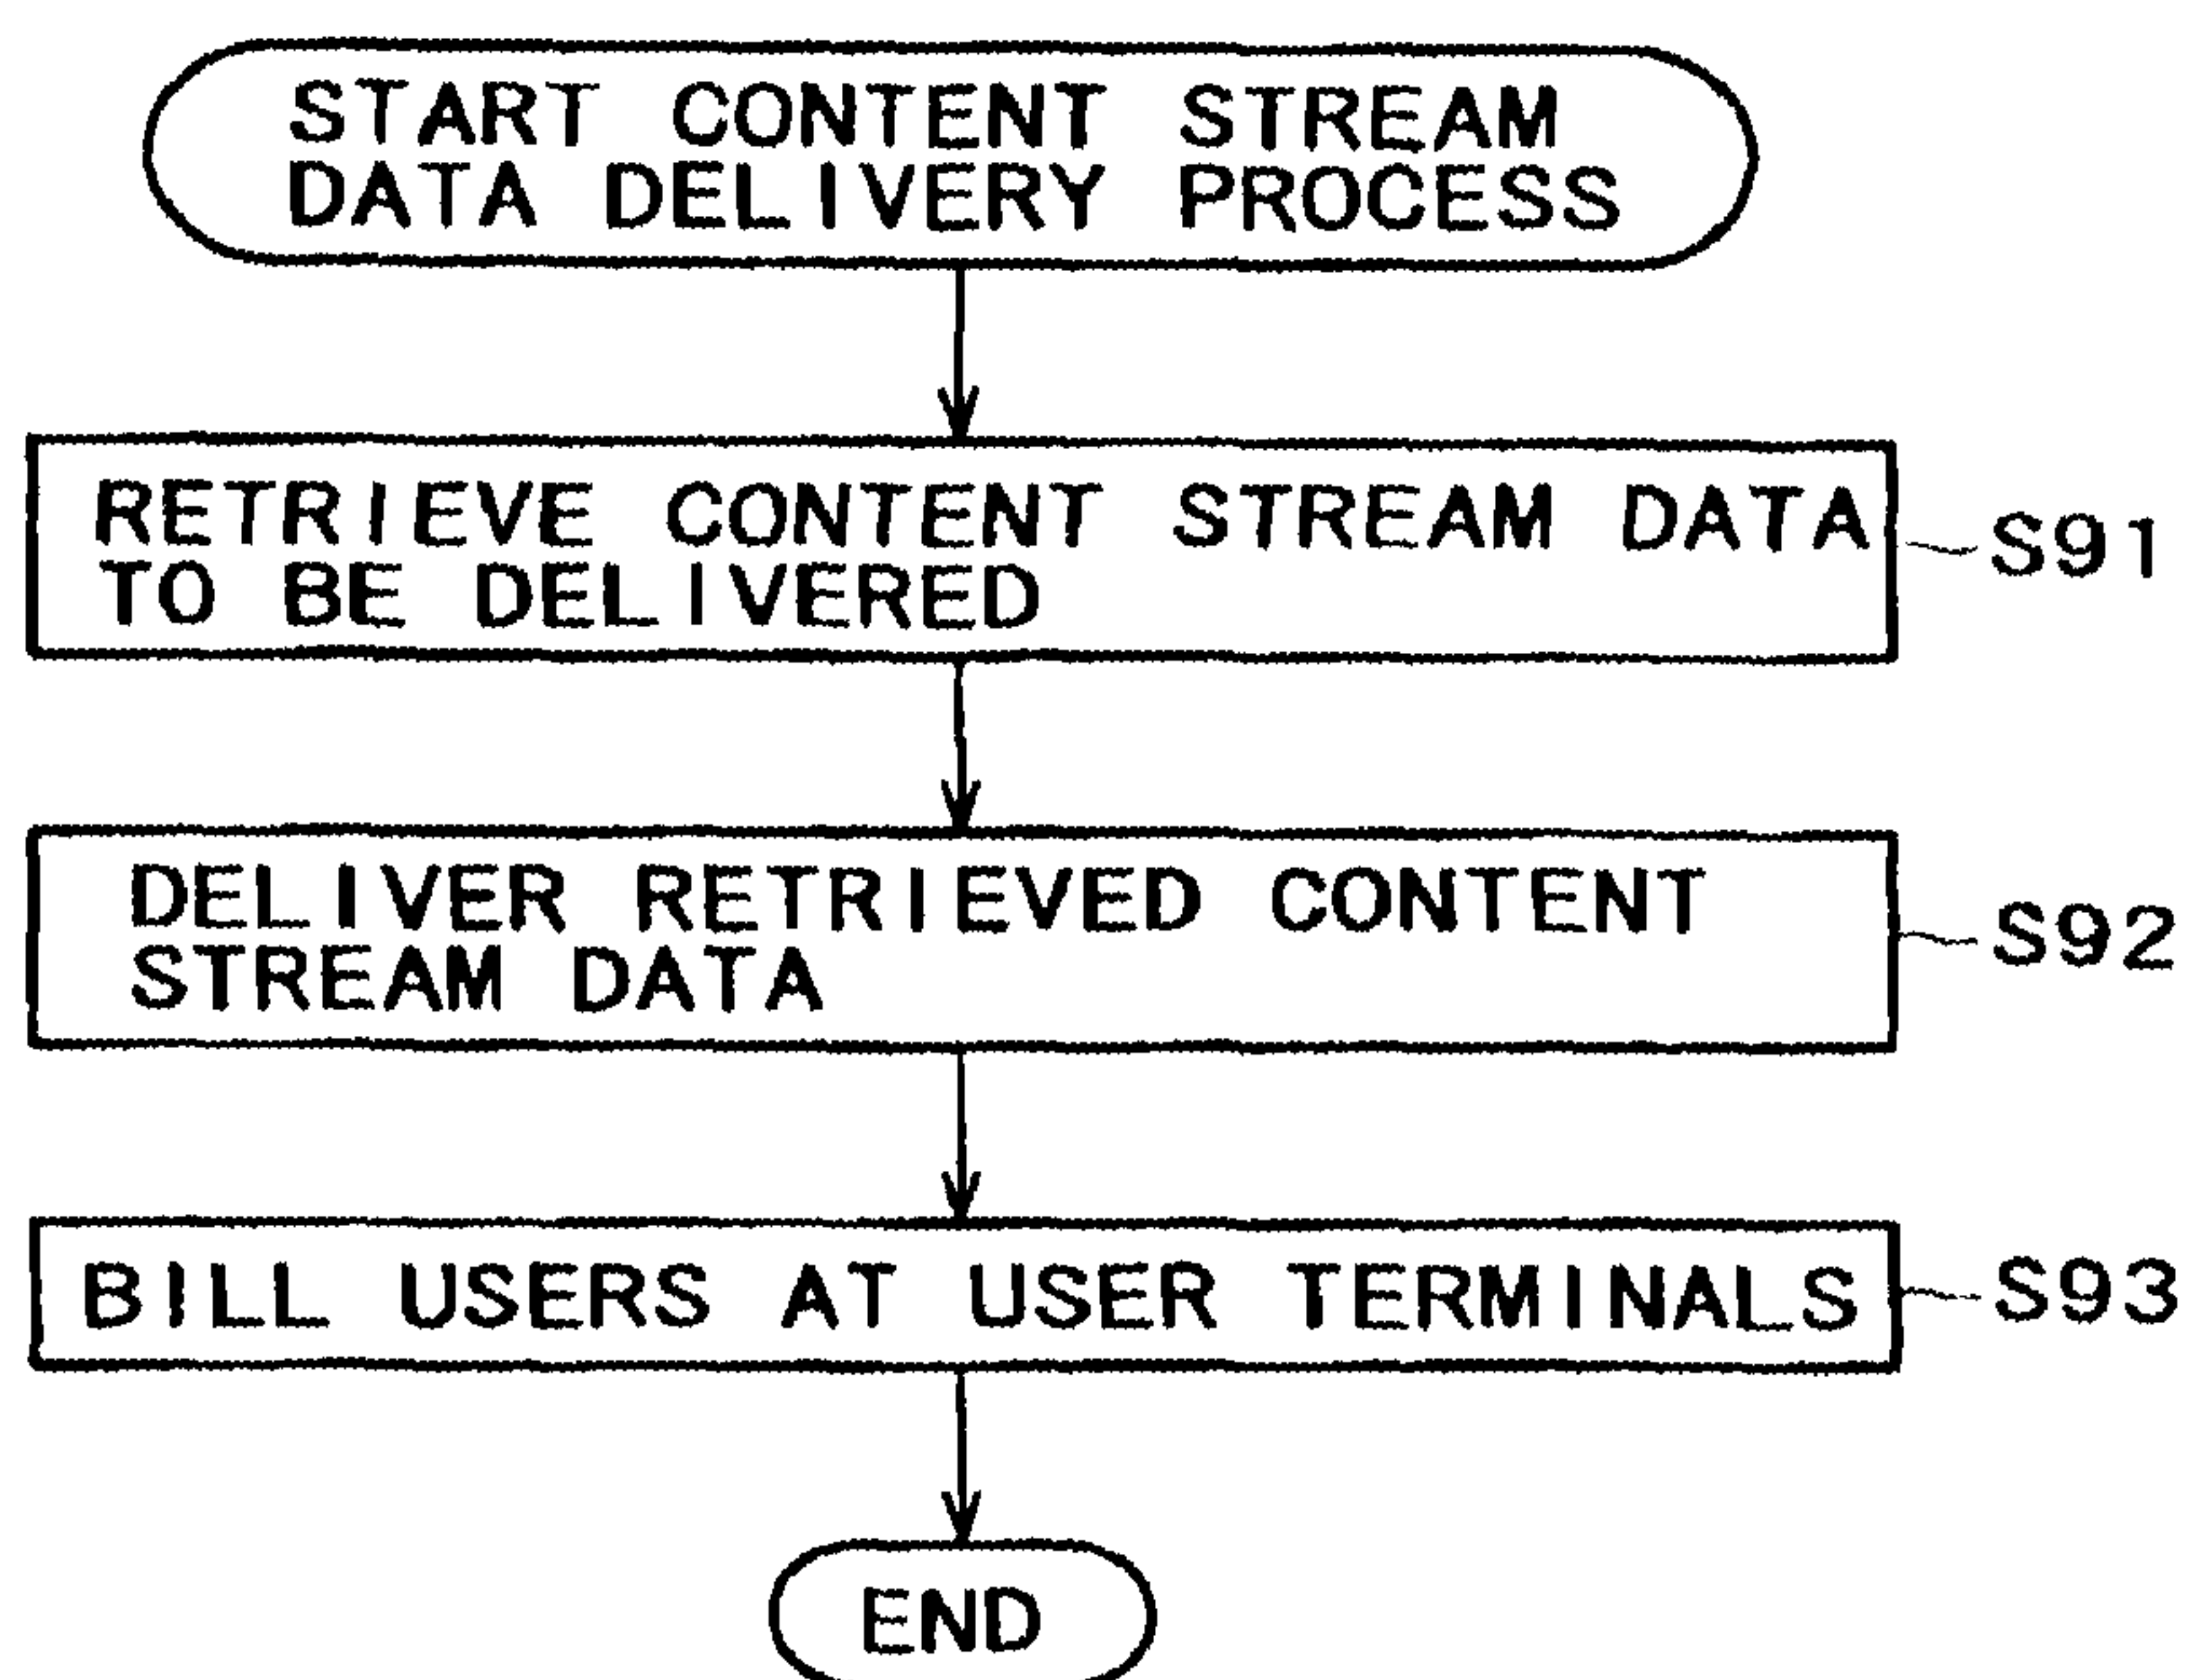 START CONTENT STREAM
DATA DELIVERY PROCESS
RETRIEVE CONTENT STREAM DATA
TO BE DELIVERED
S91
DELIVER RETRIEVED CONTENT
STREAM DATA
S92
BILL USERS AT USER TERMINALS
S93
END